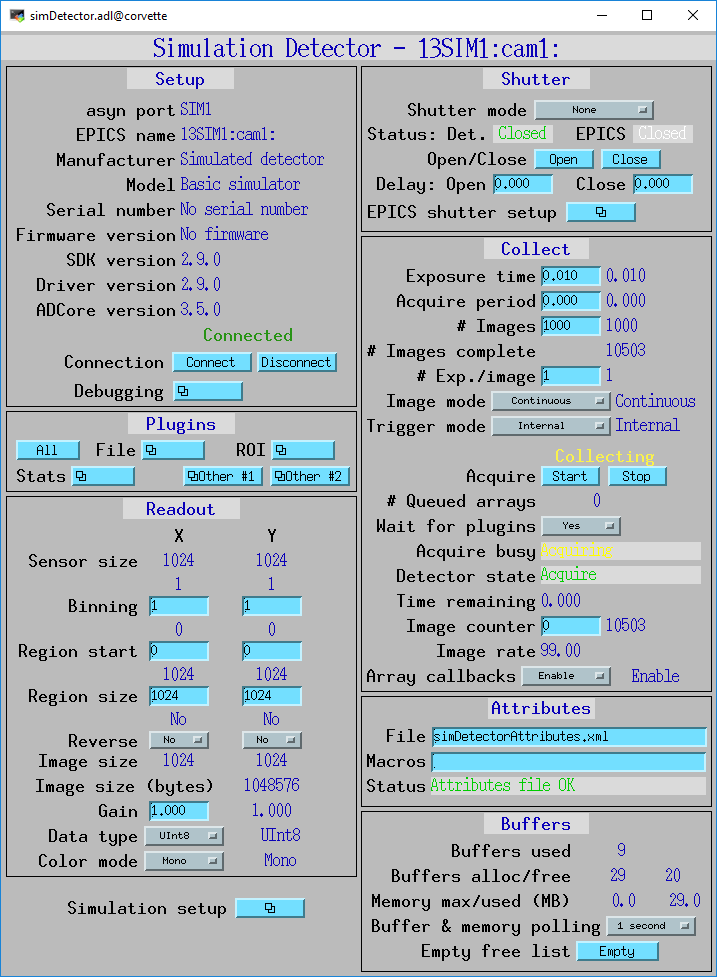 simDetector.adl@corvette
Simulation Detector - 13SIM1:cam1:
Setup
asyn port SIM1
EPICS name 13SIM1:cam1:
Manufacturer Simulated detector
Model Basic simulator
Serial number No serial number
Firmware version No firmware
SDK version 2.9.0
Driver version 2.9.0
ADCore version 3.5.0
Connected
Connection Connect Disconnect
Debugging
Plugins
All File ROI
Stats Other #1 Other #2
Readout
X Y
Sensor size 1024 1024
1 1
Binning 1 1
0 0
Region start 0 0
1024 1024
Region size 1024 1024
No No
Reverse No No
Image size 1024 1024
Image size (bytes) 1048576
Gain 1.000 1.000
Data type UInt8 UInt8
Color mode Mono Mono
Simulation setup
Shutter
Shutter mode None
Status: Det. Closed EPICS Closed
Open/Close Open Close
Delay: Open 0.000 Close 0.000
EPICS shutter setup
Collect
Exposure time 0.010 0.010
Acquire period 0.000 0.000
# Images 1000 1000
# Images complete 10503
# Exp./image 1 1
Image mode Continuous Continuous
Trigger mode Internal Internal
Collecting
Acquire Start Stop
# Queued arrays 0
Wait for plugins Yes
Acquire busy
Detector state Acquire
Time remaining 0.000
Image counter 0 10503
Image rate 99.00
Array callbacks Enable Enable
Attributes
File simDetectorAttributes.xml
Macros
Status Attributes file OK
Buffers
Buffers used 9
Buffers alloc/free 29 20
Memory max/used (MB) 0.0 29.0
Buffer & memory polling 1 second
Empty free list Empty